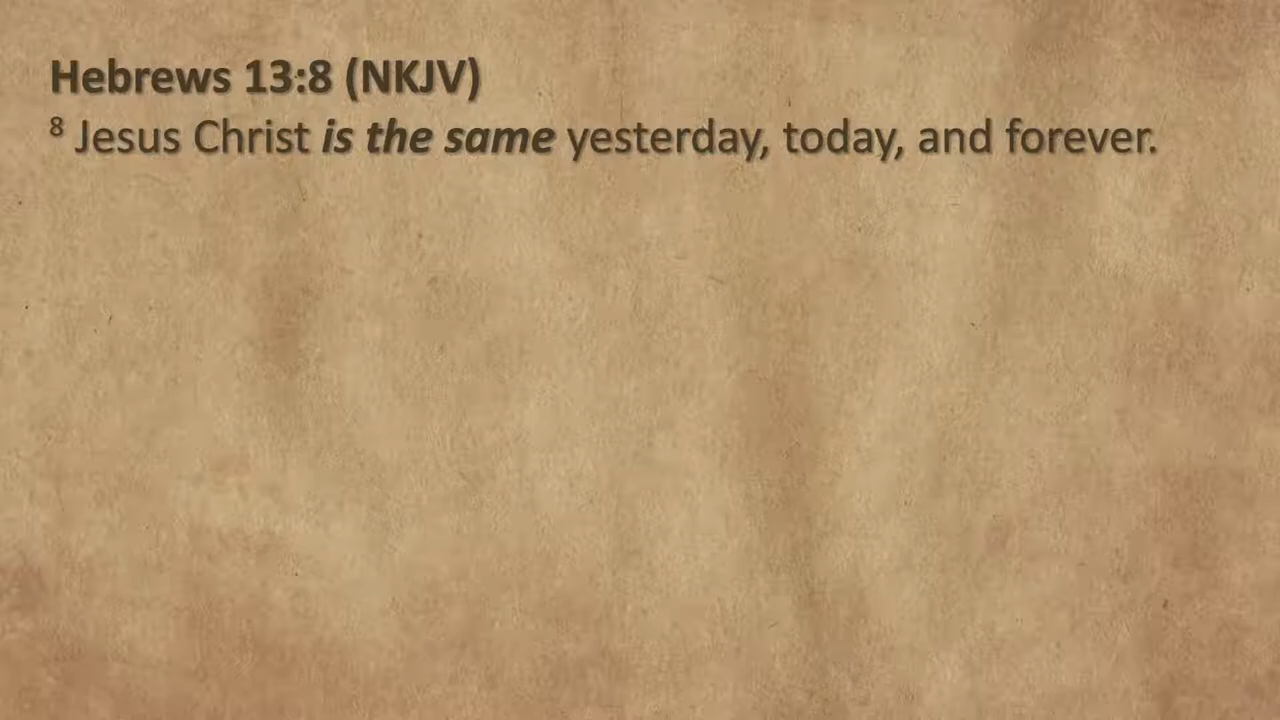 Hebrews 13:8 (NKJV)
8 Jesus Christ is the same yesterday, today, and forever.